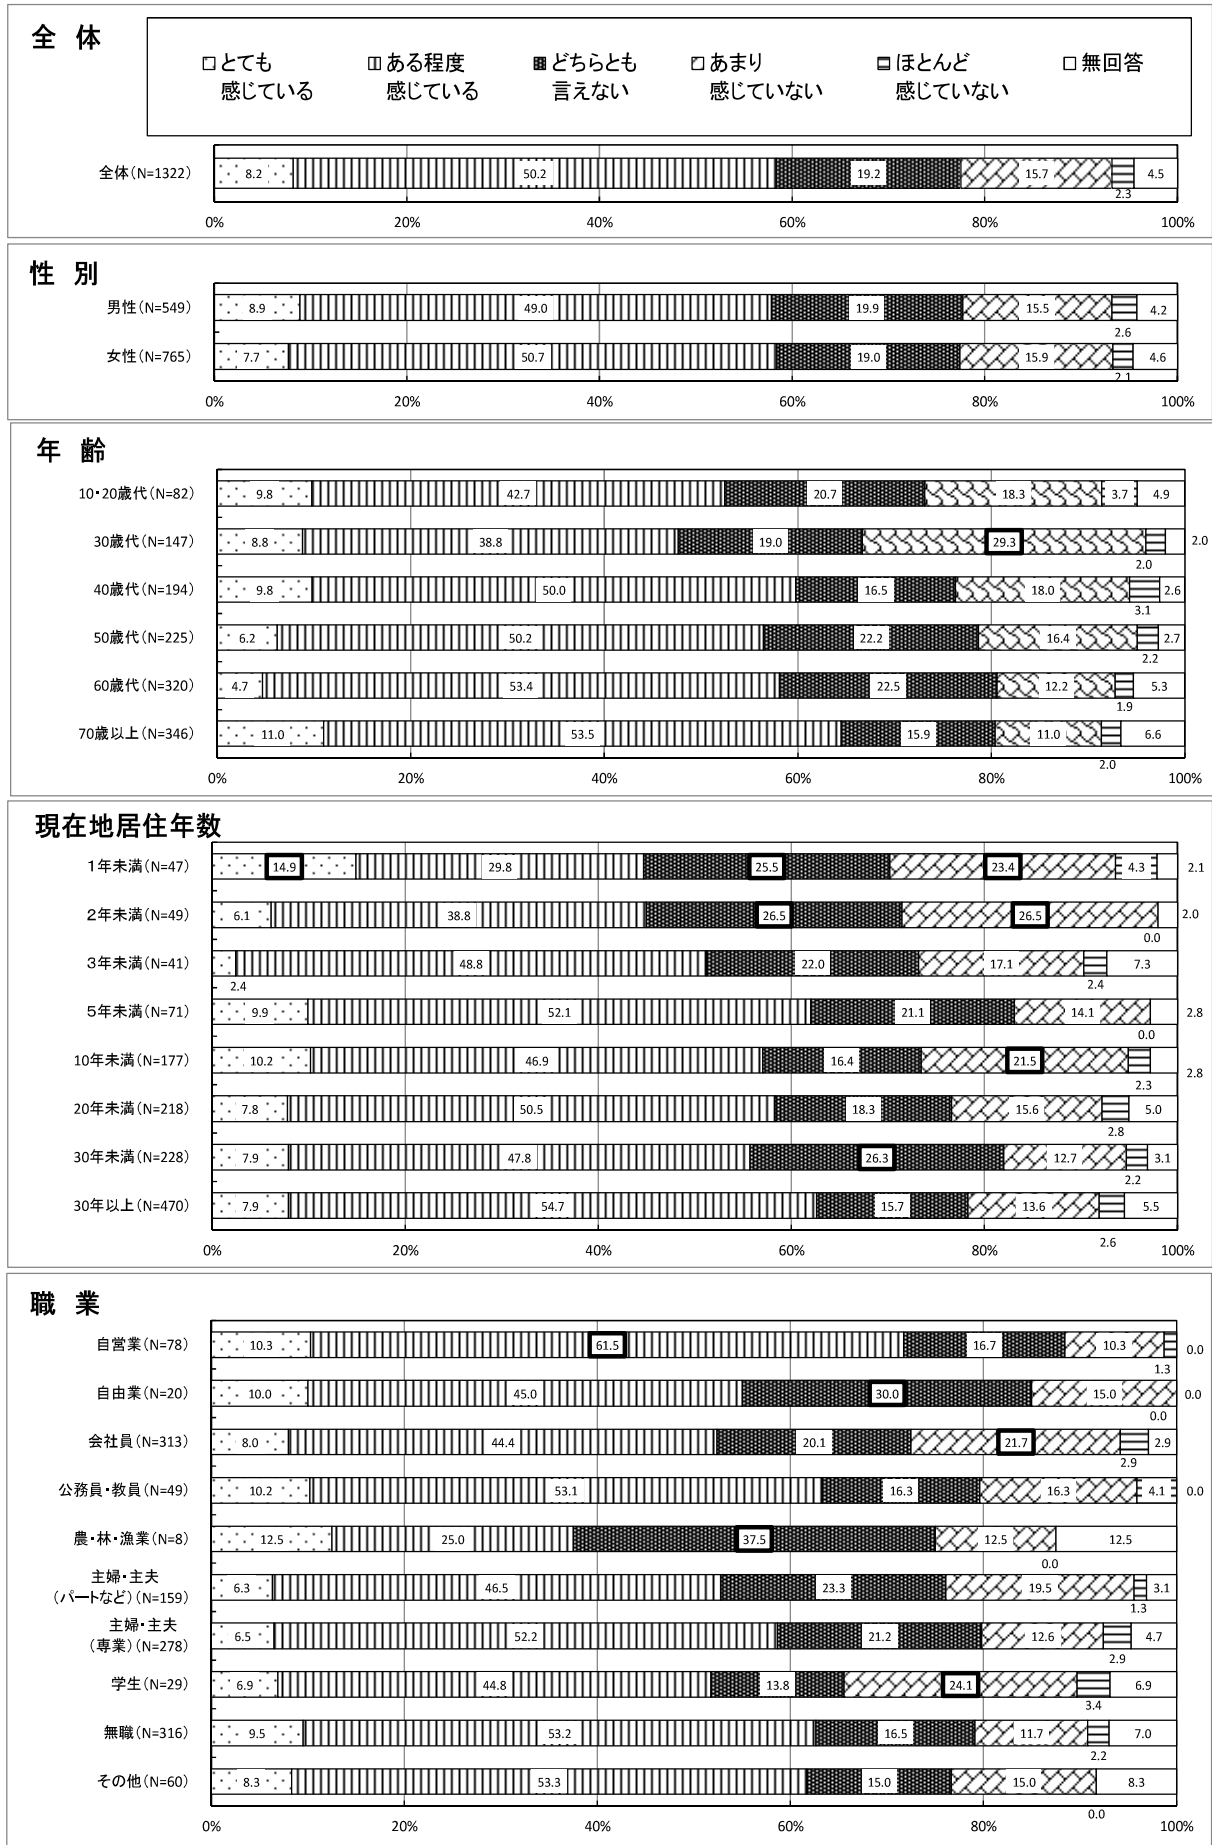 全 体
とても 感じている
ある程度 感じている
どちらとも 言えない
あまり 感じていない
ほとんど 感じていない
無回答
全体(N=1322) 8.2 50.2 19.2 15.7 2.3 4.5
0% 20% 40% 60% 80% 100%
性 別
男性(N=549) 8.9 49.0 19.9 15.5 2.6 4.2
女性(N=765) 7.7 50.7 19.0 15.9 2.1 4.6
0% 20% 40% 60% 80% 100%
年 齢
10・20歳代(N=82) 9.8 42.7 20.7 18.3 3.7 4.9
30歳代(N=147) 8.8 38.8 19.0 29.3 2.0 2.0
40歳代(N=194) 9.8 50.0 16.5 18.0 3.1 2.6
50歳代(N=225) 6.2 50.2 22.2 16.4 2.2 2.7
60歳代(N=320) 4.7 53.4 22.5 12.2 1.9 5.3
70歳以上(N=346) 11.0 53.5 15.9 11.0 2.0 6.6
0% 20% 40% 60% 80% 100%
現在地居住年数
1年未満(N=47) 14.9 29.8 25.5 23.4 4.3 2.1
2年未満(N=49) 6.1 38.8 26.5 26.5 0.0 2.0
3年未満(N=41) 2.4 48.8 22.0 17.1 2.4 7.3
5年未満(N=71) 9.9 52.1 21.1 14.1 0.0 2.8
10年未満(N=177) 10.2 46.9 16.4 21.5 2.3 2.8
20年未満(N=218) 7.8 50.5 18.3 15.6 2.8 5.0
30年未満(N=228) 7.9 47.8 26.3 12.7 2.2 3.1
30年以上(N=470) 7.9 54.7 15.7 13.6 2.6 5.5
0% 20% 40% 60% 80% 100%
職 業
自営業(N=78) 10.3 61.5 16.7 10.3 1.3 0.0
自由業(N=20) 10.0 45.0 30.0 15.0 0.0 0.0
会社員(N=313) 8.0 44.4 20.1 21.7 2.9 2.9
公務員・教員(N=49) 10.2 53.1 16.3 16.3 4.1 0.0
農・林・漁業(N=8) 12.5 25.0 37.5 12.5 0.0 12.5
主婦・主夫
(パートなど)(N=159) 6.3 46.5 23.3 19.5 1.3 3.1
主婦・主夫
(専業)(N=278) 6.5 52.2 21.2 12.6 2.9 4.7
学生(N=29) 6.9 44.8 13.8 24.1 3.4 6.9
無職(N=316) 9.5 53.2 16.5 11.7 2.2 7.0
その他(N=60) 8.3 53.3 15.0 15.0 0.0 8.3
0% 20% 40% 60% 80% 100%